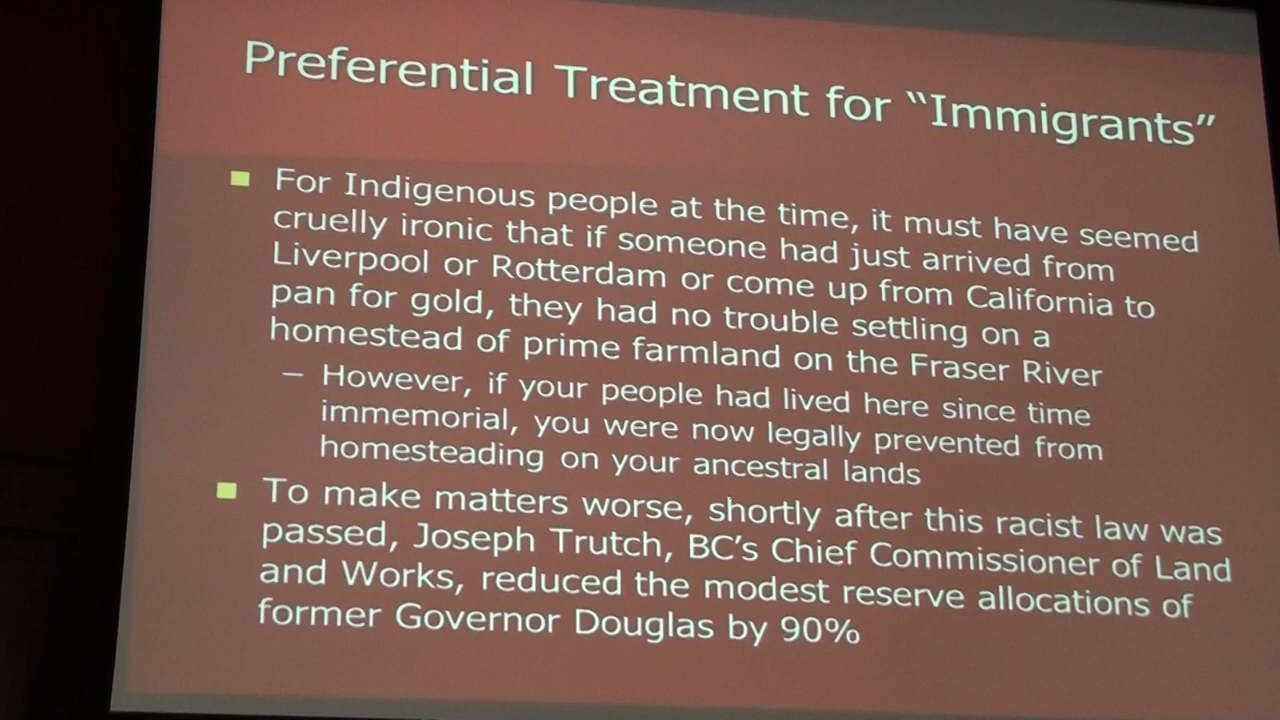 Preferential Treatment for “Immigrants”
For Indigenous people at the time, it must have seemed
cruelly ironic that if someone had just arrived from
Liverpool or Rotterdam or come up from California to
pan for gold, they had no trouble settling on a
homestead of prime farmland on the Fraser River
– However, if your people had lived here since time
immemorial, you were now legally prevented from
homesteading on your ancestral lands
To make matters worse, shortly after this racist law was
passed, Joseph Trutch, BC’s Chief Commissioner of Land
and Works, reduced the modest reserve allocations of
former Governor Douglas by 90%